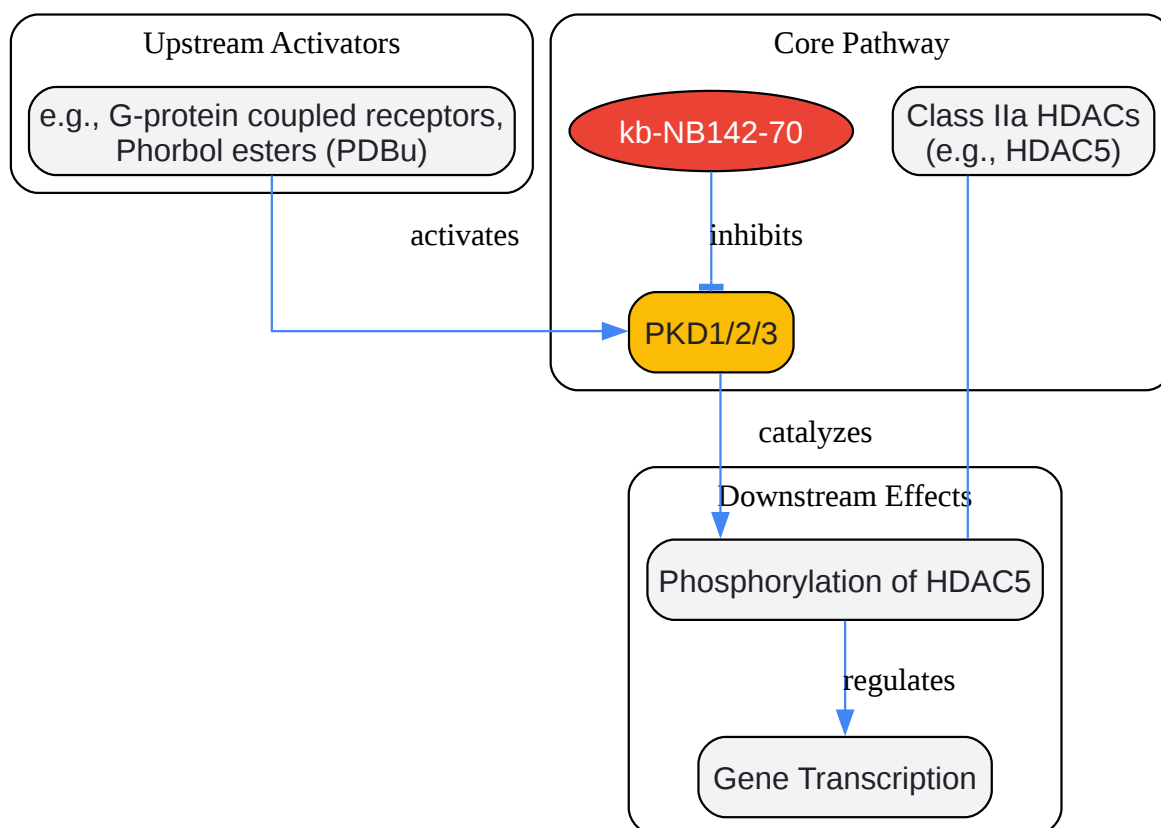 Upstream Activators
e.g., G-protein coupled receptors,
Phorbol esters (PDBu)
Core Pathway
kb-NB142-70
Class IIa HDACs
(e.g., HDAC5)
activates
inhibits
PKD1/2/3
catalyzes
Downstream Effects
Phosphorylation of HDAC5
regulates
Gene Transcription